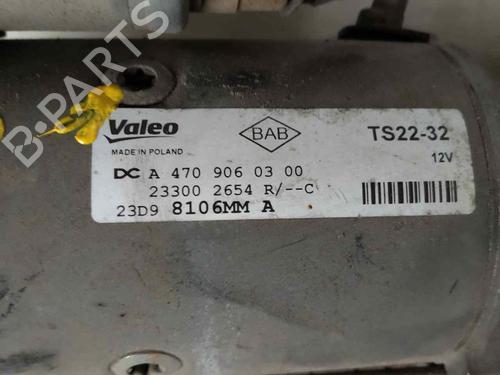 B-PARTS
Valeo
BAB
TS22-32
MADE IN POLAND
12V
DC A 470 906 03 00
23300 2654 R/--C
23D9 8106MM A